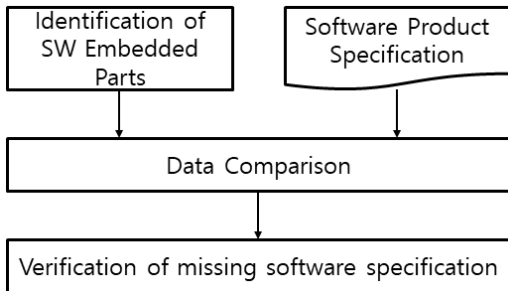 Identification of
SW Embedded
Parts
Software Product
Specification
Data Comparison
Verification of missing software specification